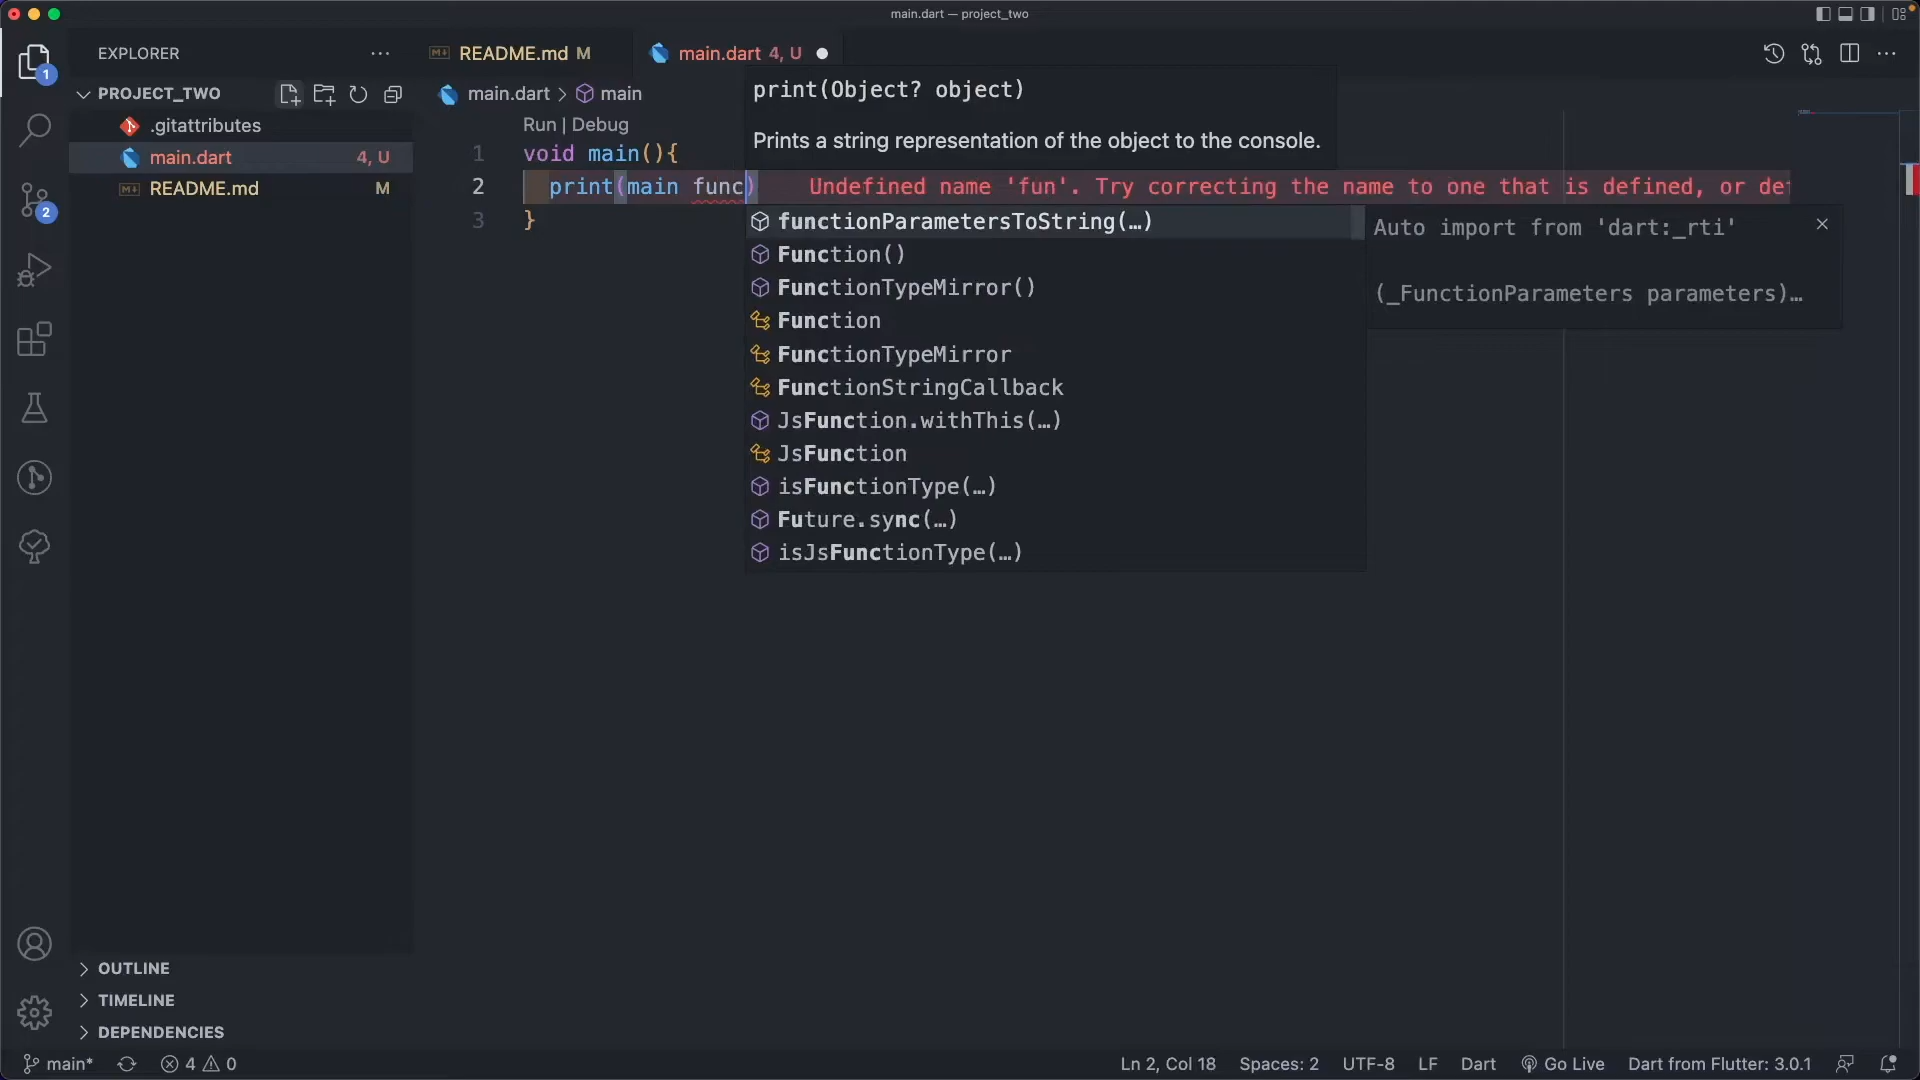 main.dart — project_two
EXPLORER
README.md M
main.dart 4, U
PROJECT_TWO
main.dart > main
.gitattributes
main.dart 4, U
README.md M
Run | Debug
1 void main(){
2 print(main func) Undefined name 'fun'. Try correcting the name to one that is defined, or de
3 }
print(Object? object)
Prints a string representation of the object to the console.
functionParametersToString(…)
Function()
FunctionTypeMirror()
Function
FunctionTypeMirror
FunctionStringCallback
JsFunction.withThis(…)
JsFunction
isFunctionType(…)
Future.sync(…)
isJsFunctionType(…)
Auto import from 'dart:_rti'
(_FunctionParameters parameters)…
1
2
OUTLINE
TIMELINE
DEPENDENCIES
main* 4 0
Ln 2, Col 18 Spaces: 2 UTF-8 LF Dart Go Live Dart from Flutter: 3.0.1